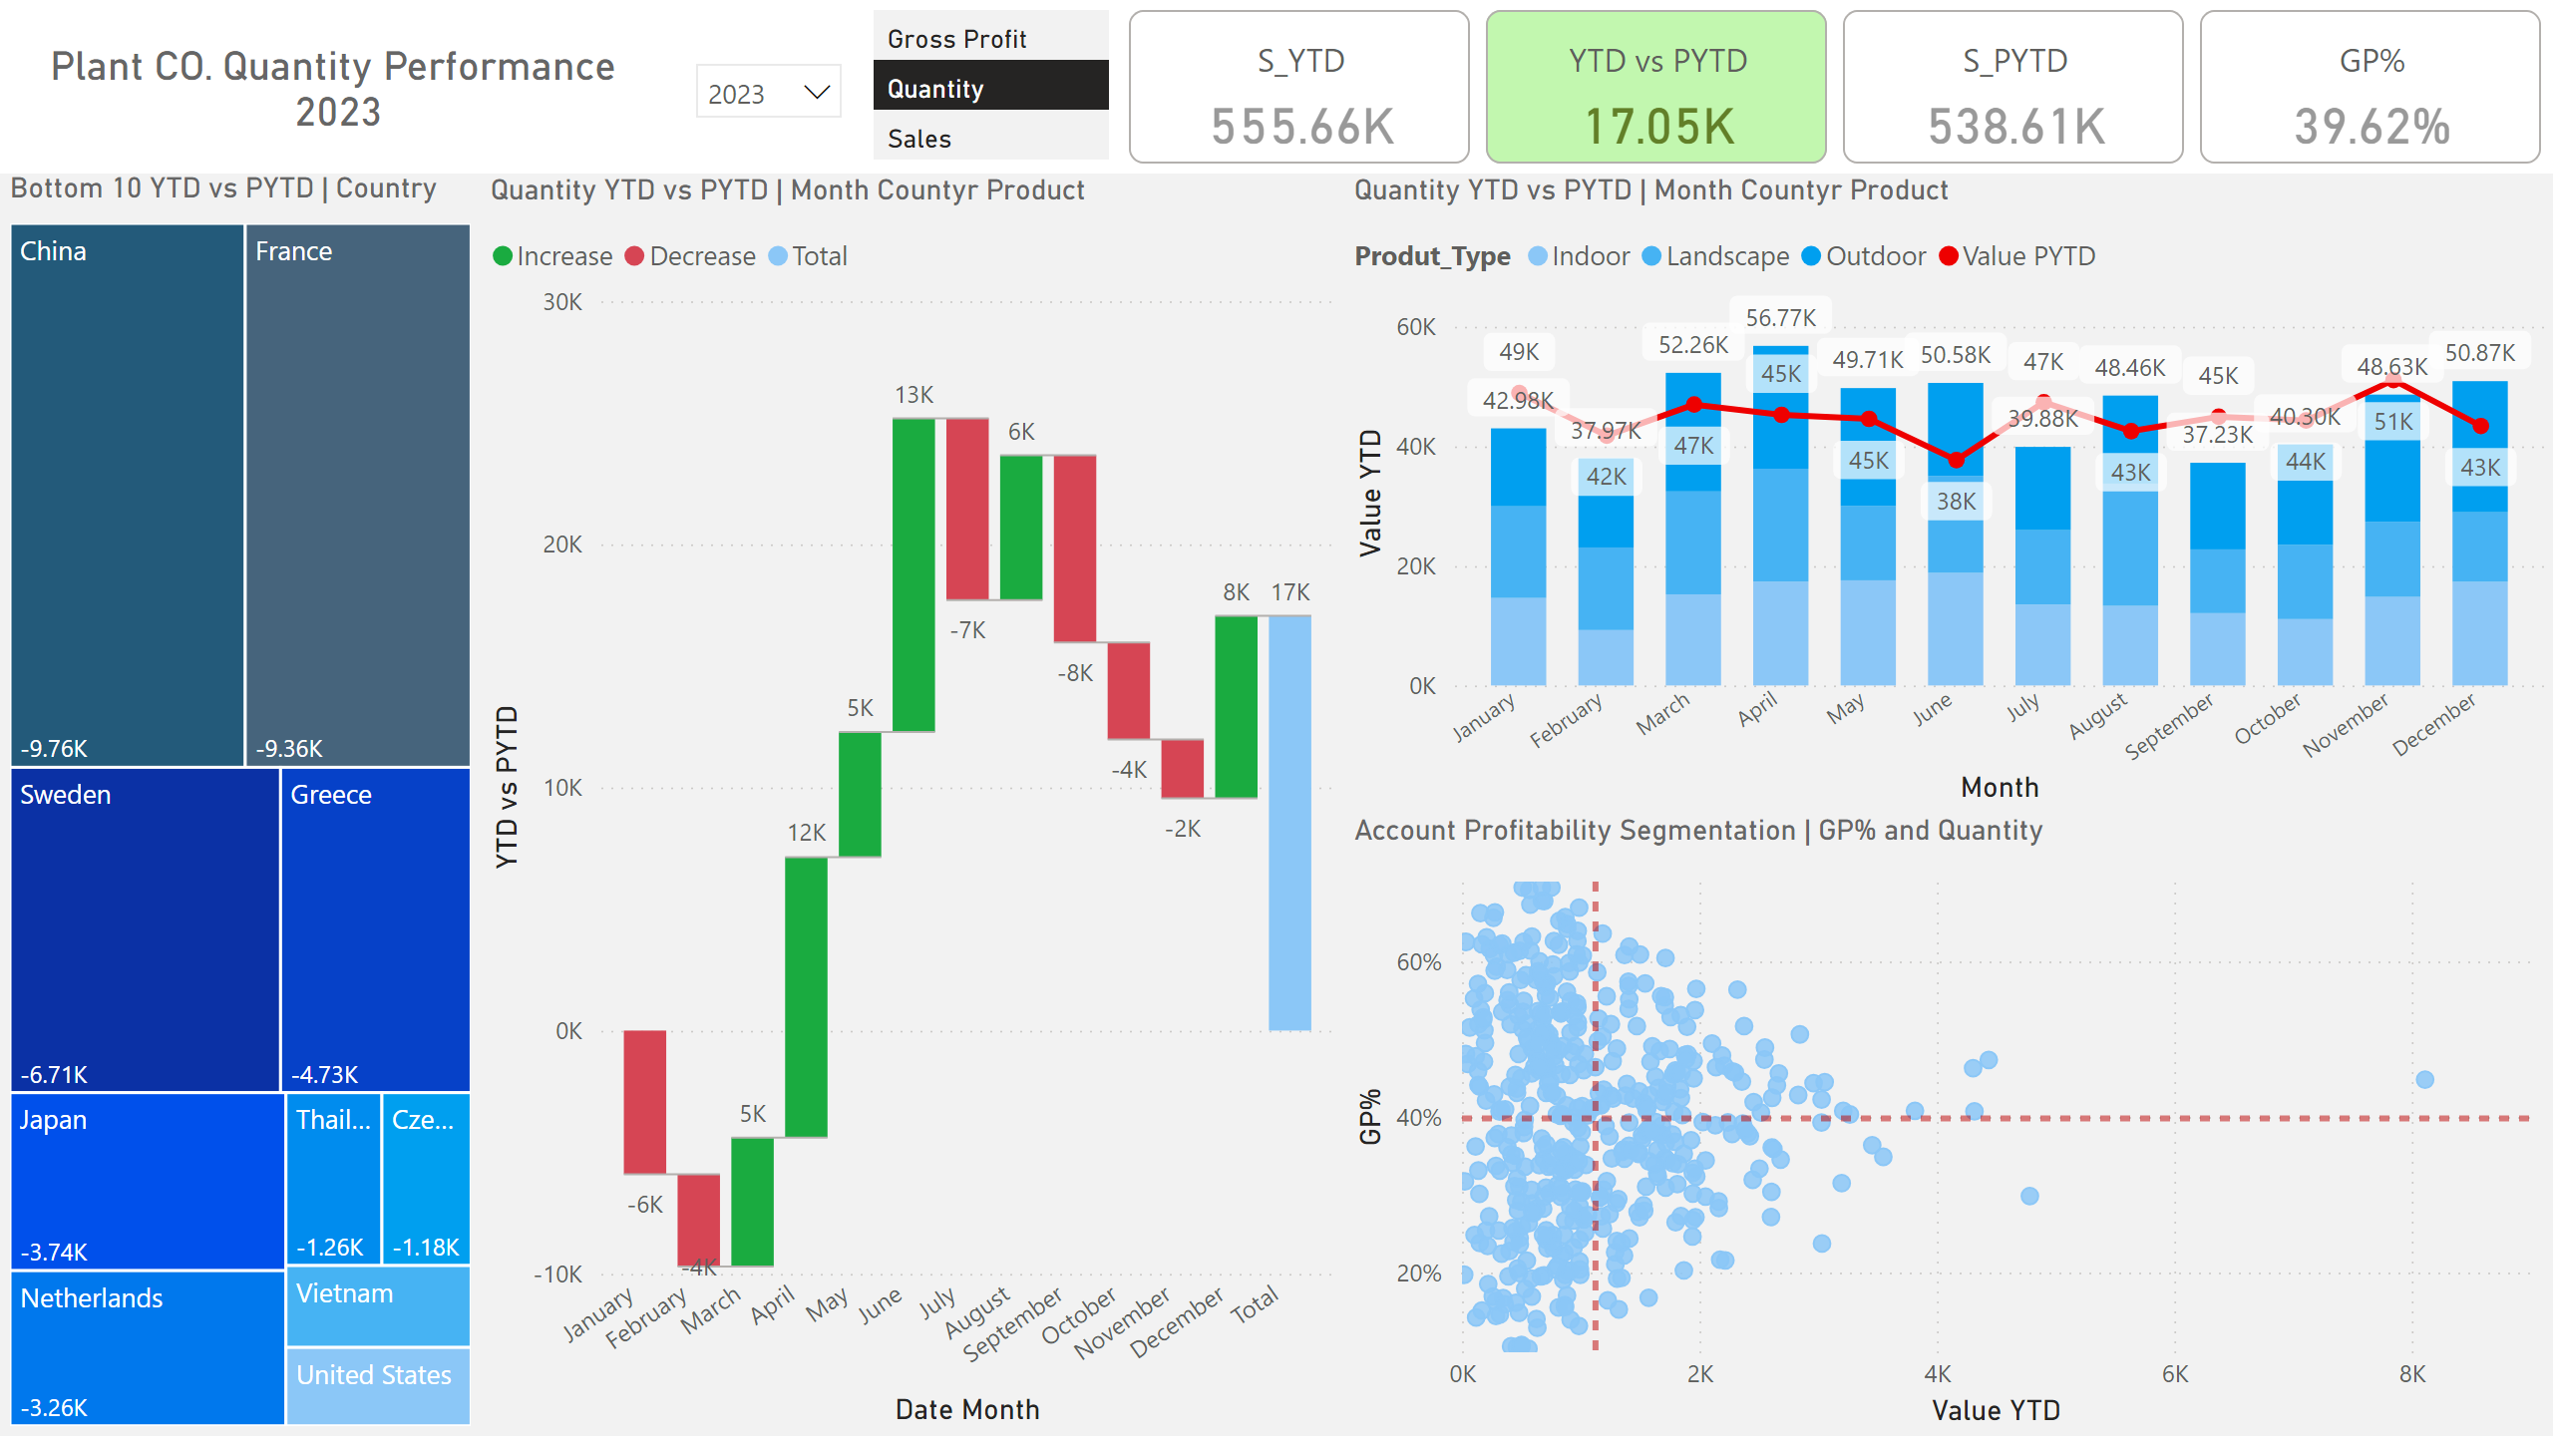 Plant CO. Quantity Performance
2023
2023
Gross Profit
Quantity
Sales
S_YTD
555.66K
YTD vs PYTD
17.05K
S_PYTD
538.61K
GP%
39.62%
Bottom 10 YTD vs PYTD | Country
China
-9.76K
France
-9.36K
Sweden
-6.71K
Greece
-4.73K
Japan
-3.74K
Thail...
-1.26K
Cze...
-1.18K
Netherlands
-3.26K
Vietnam
United States
Quantity YTD vs PYTD | Month Countyr Product
Increase Decrease Total
YTD vs PYTD
30K
20K
10K
0K
-10K
-6K
-4K
5K
12K
5K
13K
-7K
6K
-8K
-4K
-2K
8K
17K
January
February
March
April
May
June
July
August
September
October
November
December
Total
Date Month
Quantity YTD vs PYTD | Month Countyr Product
Produt_Type Indoor Landscape Outdoor Value PYTD
Value YTD
60K
40K
20K
0K
49K
42.98K
37.97K
42K
52.26K
47K
56.77K
45K
49.71K
45K
50.58K
38K
47K
39.88K
48.46K
43K
45K
37.23K
40.30K
44K
48.63K
51K
50.87K
43K
January
February
March
April
May
June
July
August
September
October
November
December
Month
Account Profitability Segmentation | GP% and Quantity
GP%
60%
40%
20%
0K
2K
4K
6K
8K
Value YTD